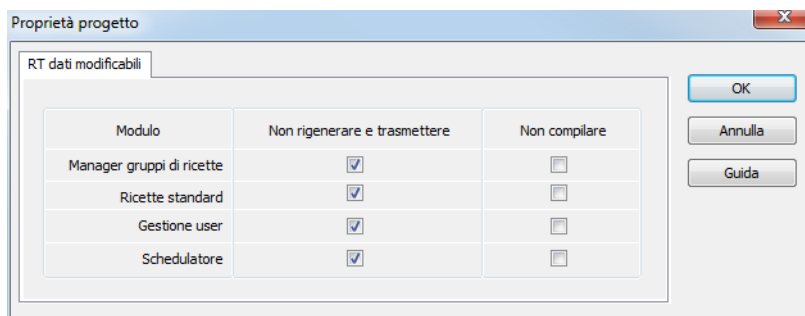 Proprietà progetto
RT dati modificabili
OK
Modulo Non rigenerare e trasmettere Non compilare
Annulla
Manager gruppi di ricette
Guida
Ricette standard
Gestione user
Schedulatore